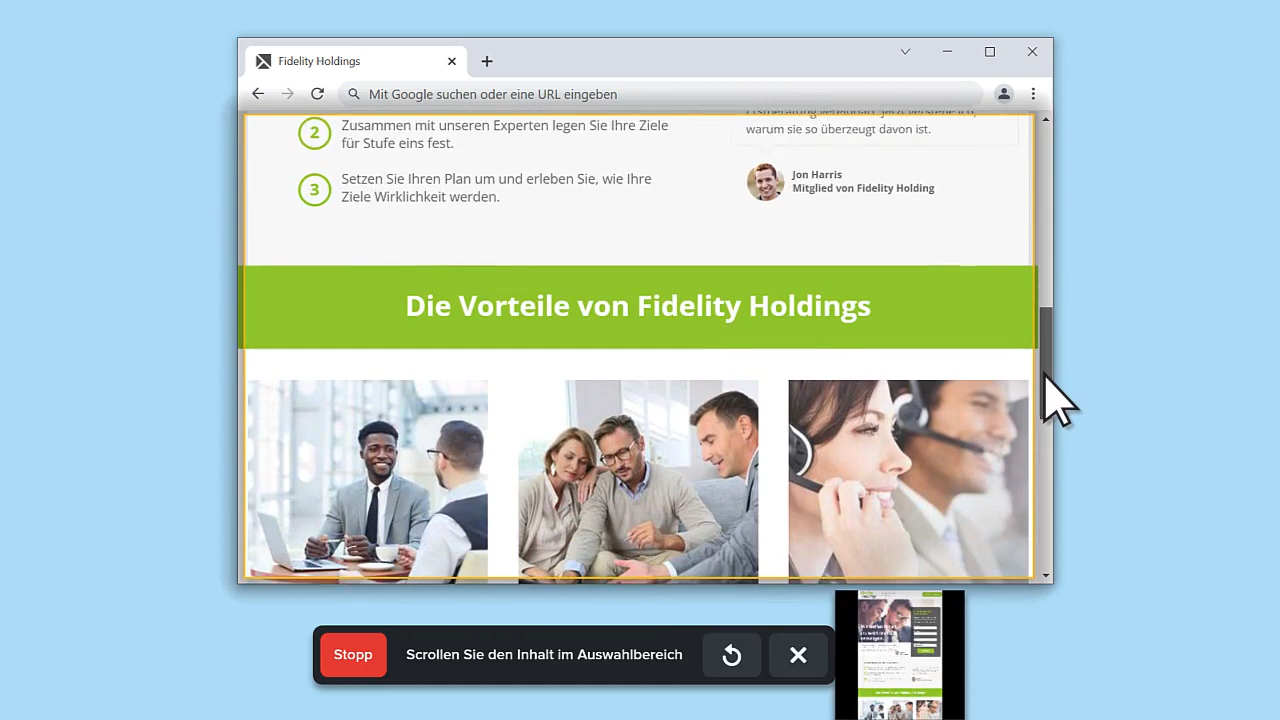 Fidelity Holdings
Mit Google suchen oder eine URL eingeben
2
Zusammen mit unseren Experten legen Sie Ihre Ziele
für Stufe eins fest.
3
Setzen Sie Ihren Plan um und erleben Sie, wie Ihre
Ziele Wirklichkeit werden.
warum sie so überzeugt davon ist.
Jon Harris
Mitglied von Fidelity Holding
Die Vorteile von Fidelity Holdings
Stopp
Scrollen Sie den Inhalt im Auswahlbereich